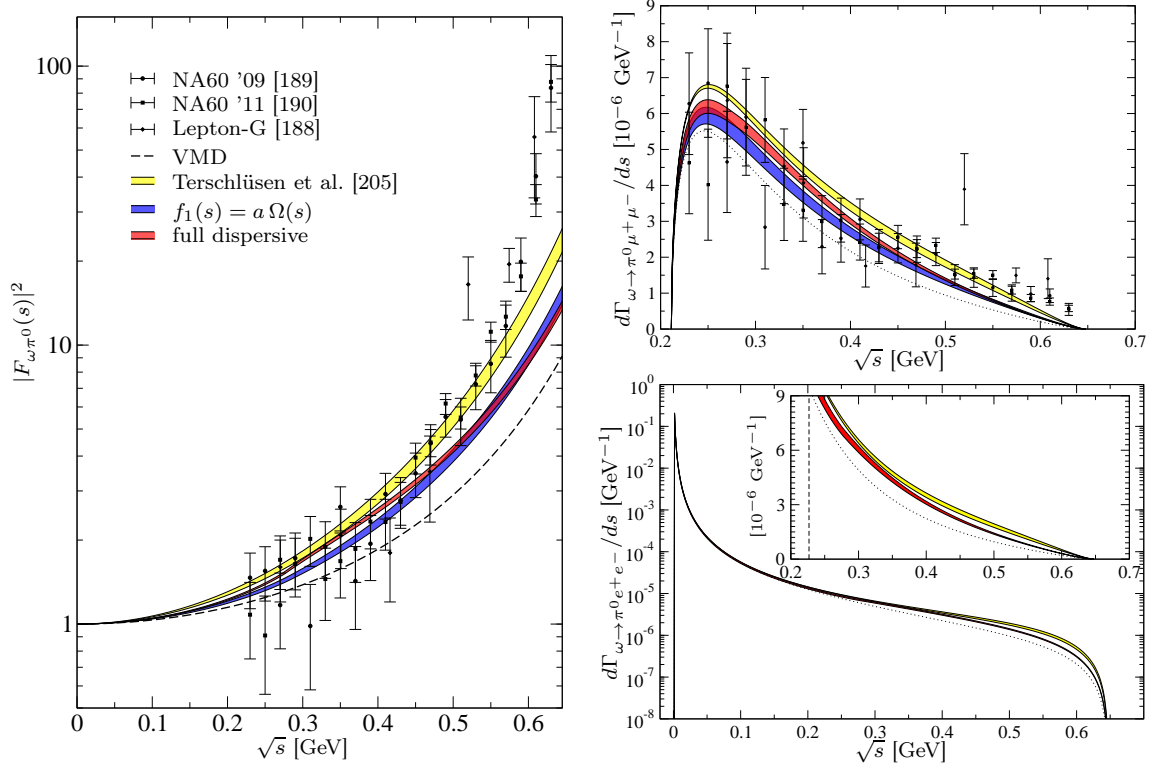 |F_{ωπ⁰}(s)|²
100
10
1
2
NA60 '09 [189]
NA60 '11 [190]
Lepton-G [188]
VMD
Terschlüsen et al. [205]
f₁(s) = a Ω(s)
full dispersive
0 0.1 0.2 0.3 0.4 0.5 0.6
√s [GeV]
dΓ_{ω→π⁰μ+μ−}/ds [10⁻⁶ GeV⁻¹]
9
8
7
6
5
4
3
2
1
0
0.2 0.3 0.4 0.5 0.6 0.7
√s [GeV]
dΓ_{ω→π⁰e+e−}/ds [GeV⁻¹]
10⁰
10⁻¹
10⁻²
10⁻³
10⁻⁴
10⁻⁵
10⁻⁶
10⁻⁷
10⁻⁸
[10⁻⁶ GeV⁻¹]
9
6
3
0
0.2 0.3 0.4 0.5 0.6 0.7
0 0.1 0.2 0.3 0.4 0.5 0.6
√s [GeV]